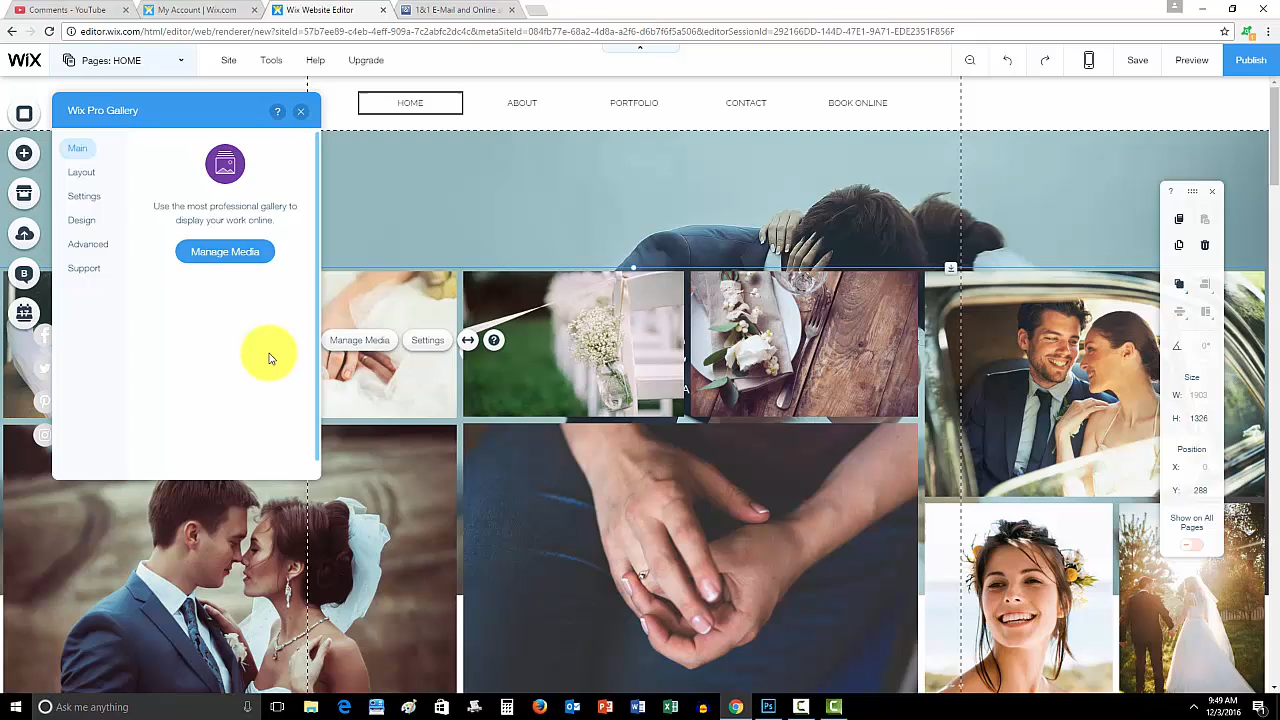 Comments - YouTube
My Account | Wix.com
Wix Website Editor
1&1 E-Mail and Online
editor.wix.com/html/editor/web/renderer/new?siteId=57b7ee89-c4eb-4eff-909a-7c2abfc2dc4c&metaSiteId=084fb77e-68a2-4d8a-a2f6-d6b7f6f5a506&editorSessionId=292166DD-144D-47E1-9A71-EDE2351856F
WiX
Pages: HOME
Site
Tools
Help
Upgrade
Save
Preview
Publish
Wix Pro Gallery
?
HOME
ABOUT
PORTFOLIO
CONTACT
BOOK ONLINE
Main
Layout
Settings
Design
Advanced
Support
Use the most professional gallery to
display your work online.
Manage Media
Manage Media
Settings
?
?
0°
Size
W: 1903
H: 1326
Position
X: 0
Y: 288
Show on All
Pages
Ask me anything
9:49 AM
12/3/2016